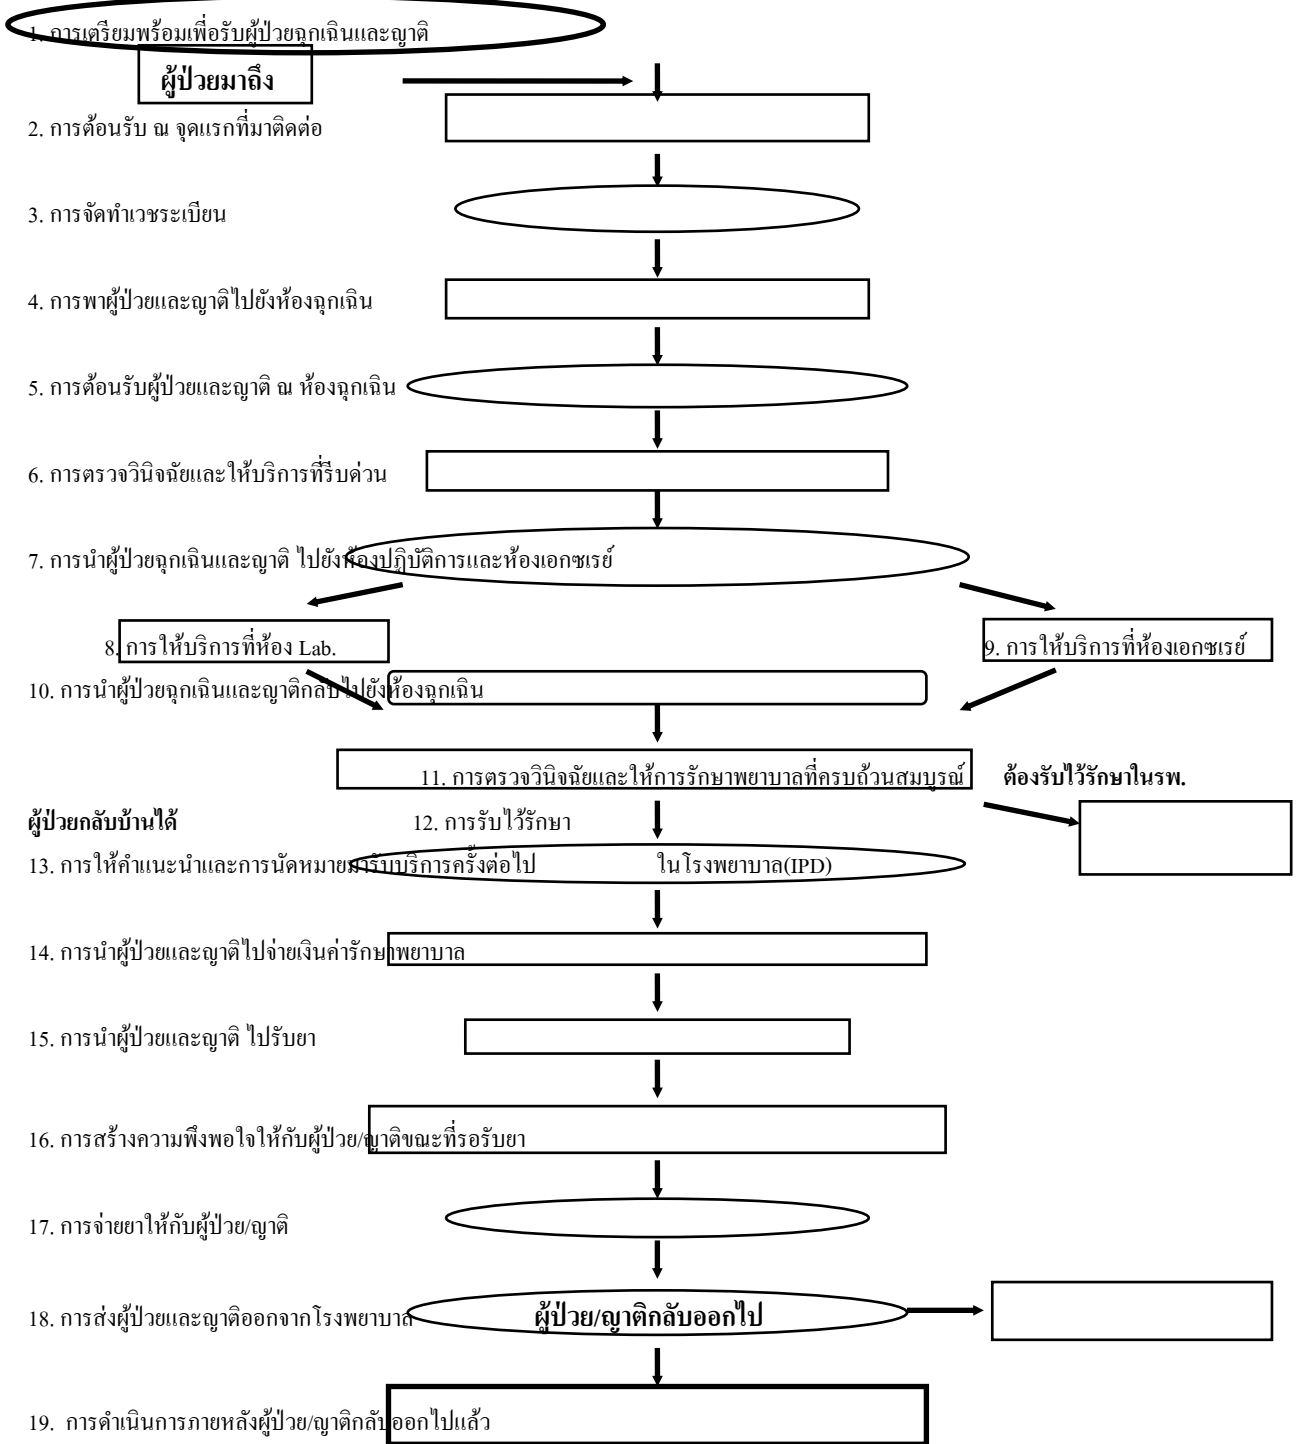 1. การเตรียมพร้อมเพื่อรับผู้ป่วยฉุกเฉินและญาติ
ผู้ป่วยมาถึง
2. การต้อนรับ ณ จุดแรกที่มาติดต่อ
3. การจัดทำเวชระเบียน
4. การพาผู้ป่วยและญาติไปยังห้องฉุกเฉิน
5. การต้อนรับผู้ป่วยและญาติ ณ ห้องฉุกเฉิน
6. การตรวจวินิจฉัยและให้บริการที่รีบด่วน
7. การนำผู้ป่วยฉุกเฉินและญาติ ไปยังห้องปฏิบัติการและห้องเอกซเรย์
8. การให้บริการที่ห้อง Lab. 9. การให้บริการที่ห้องเอกซเรย์
10. การนำผู้ป่วยฉุกเฉินและญาติกลับไปยังห้องฉุกเฉิน
11. การตรวจวินิจฉัยและให้การรักษาพยาบาลที่ครบถ้วนสมบูรณ์ ต้องรับไว้รักษาในรพ.
ผู้ป่วยกลับบ้านได้ 12. การรับไว้รักษา
13. การให้คำแนะนำและการนัดหมายมารับบริการครั้งต่อไป ในโรงพยาบาล(IPD)
14. การนำผู้ป่วยและญาติไปจ่ายเงินค่ารักษาพยาบาล
15. การนำผู้ป่วยและญาติ ไปรับยา
16. การสร้างความพึงพอใจให้กับผู้ป่วย/ญาติขณะที่รอรับยา
17. การจ่ายยาให้กับผู้ป่วย/ญาติ
18. การส่งผู้ป่วยและญาติออกจากโรงพยาบาล ผู้ป่วย/ญาติกลับออกไป
19. การดำเนินการภายหลังผู้ป่วย/ญาติกลับออกไปแล้ว